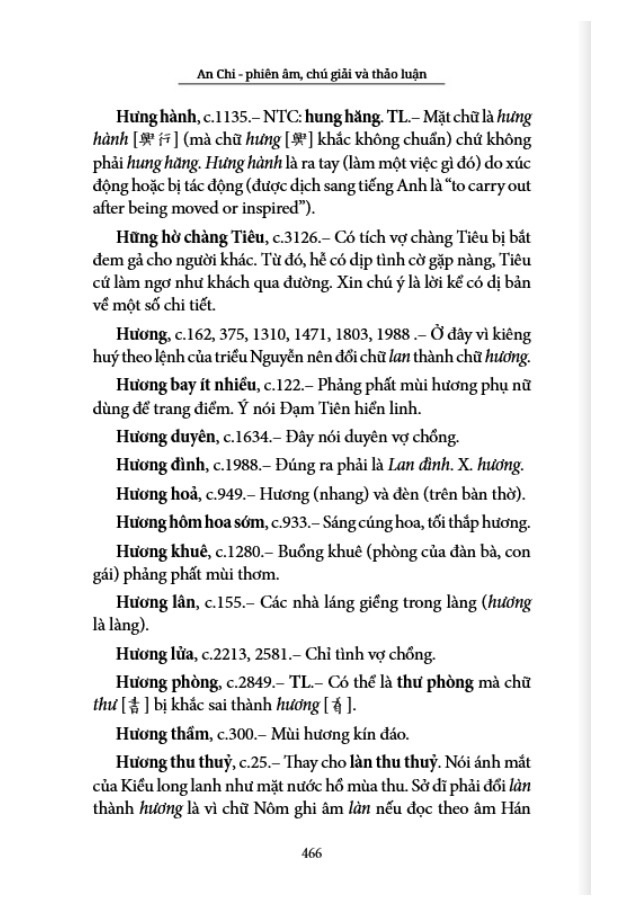 An Chi - phiên âm, chú giải và thảo luận
Hưng hành, c.1135.– NTC: hung hăng. TL.– Mặt chữ là hưng
hành [ 行 ] (mà chữ hưng [ ] khắc không chuẩn) chứ không
phải hung hăng. Hưng hành là ra tay (làm một việc gì đó) do xúc
động hoặc bị tác động (được dịch sang tiếng Anh là “to carry out
after being moved or inspired”).
Hững hờ chàng Tiêu, c.3126.– Có tích vợ chàng Tiêu bị bắt
đem gả cho người khác. Từ đó, hễ có dịp tình cờ gặp nàng, Tiêu
cứ làm ngơ như khách qua đường. Xin chú ý là lời kể có dị bản
về một số chi tiết.
Hương, c.162, 375, 1310, 1471, 1803, 1988 .– Ở đây vì kiêng
huý theo lệnh của triều Nguyễn nên đổi chữ lan thành chữ hương.
Hương bay ít nhiều, c.122.– Phảng phất mùi hương phụ nữ
dùng để trang điểm. Ý nói Đạm Tiên hiển linh.
Hương duyên, c.1634.– Đây nói duyên vợ chồng.
Hương đình, c.1988.– Đúng ra phải là Lan đình. X. hương.
Hương hoả, c.949.– Hương (nhang) và đèn (trên bàn thờ).
Hương hôm hoa sớm, c.933.– Sáng cúng hoa, tối thắp hương.
Hương khuê, c.1280.– Buồng khuê (phòng của đàn bà, con
gái) phảng phất mùi thơm.
Hương lân, c.155.– Các nhà láng giềng trong làng (hương
là làng).
Hương lửa, c.2213, 2581.– Chỉ tình vợ chồng.
Hương phòng, c.2849.– TL.– Có thể là thư phòng mà chữ
thư [ ] bị khắc sai thành hương [ ].
Hương thầm, c.300.– Mùi hương kín đáo.
Hương thu thuỷ, c.25.– Thay cho làn thu thuỷ. Nói ánh mắt
của Kiều long lanh như mặt nước hồ mùa thu. Sở dĩ phải đổi làn
thành hương là vì chữ Nôm ghi âm làn nếu đọc theo âm Hán
466